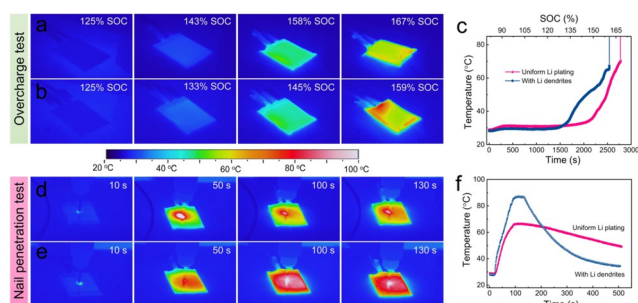 Overcharge test
a
125% SOC
143% SOC
158% SOC
167% SOC
b
125% SOC
133% SOC
145% SOC
159% SOC
20 °C 40 °C 60 °C 80 °C 100 °C
c
SOC (%)
90 105 120 135 150 165
Temperature (°C)
80
60
40
Uniform Li plating
With Li dendrites
0 500 1000 1500 2000 2500 3000
Time (s)
Nail penetration test
d
10 s
50 s
100 s
130 s
e
10 s
50 s
100 s
130 s
f
Temperature (°C)
100
80
60
40
20
Uniform Li plating
With Li dendrites
0 100 200 300 400 500
Time (s)